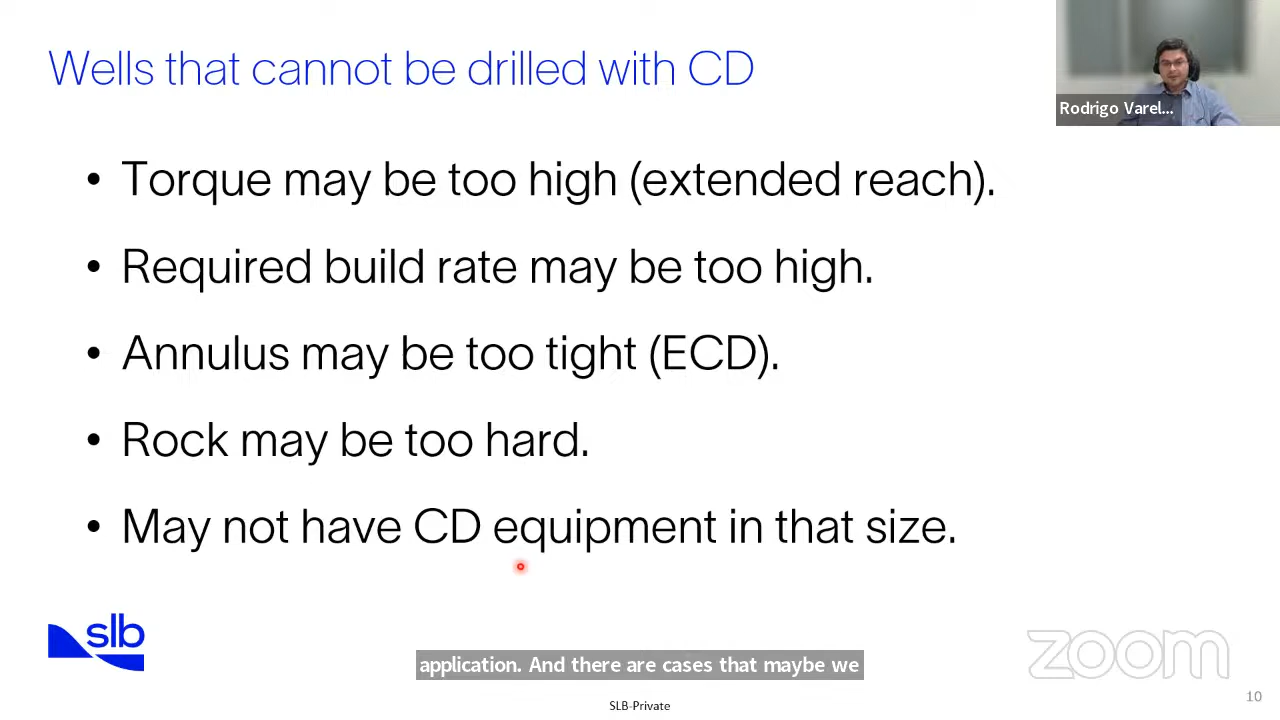 Wells that cannot be drilled with CD
Rodrigo Varel...
• Torque may be too high (extended reach).
• Required build rate may be too high.
• Annulus may be too tight (ECD).
• Rock may be too hard.
• May not have CD equipment in that size.
slb
zoom
application. And there are cases that maybe we
10
SLB-Private